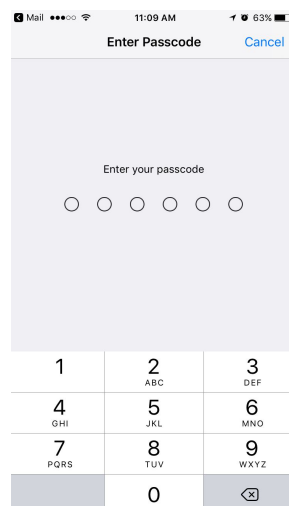 Mail 11:09 AM 63%
Enter Passcode Cancel
Enter your passcode
1 2 3
ABC DEF
4 5 6
GHI JKL MNO
7 8 9
PQRS TUV WXYZ
0